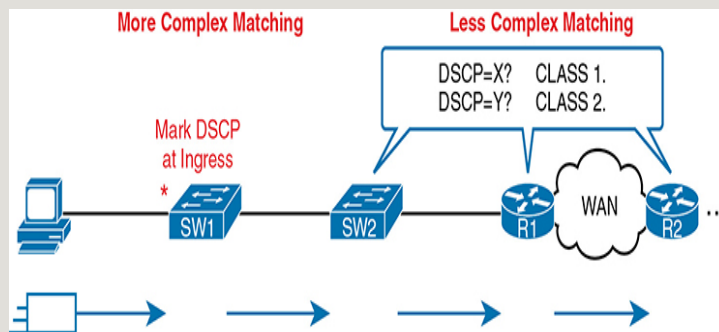 More Complex Matching
Less Complex Matching
DSCP=X? CLASS 1.
DSCP=Y? CLASS 2.
Mark DSCP
at Ingress
*
SW1
SW2
R1
WAN
R2
...